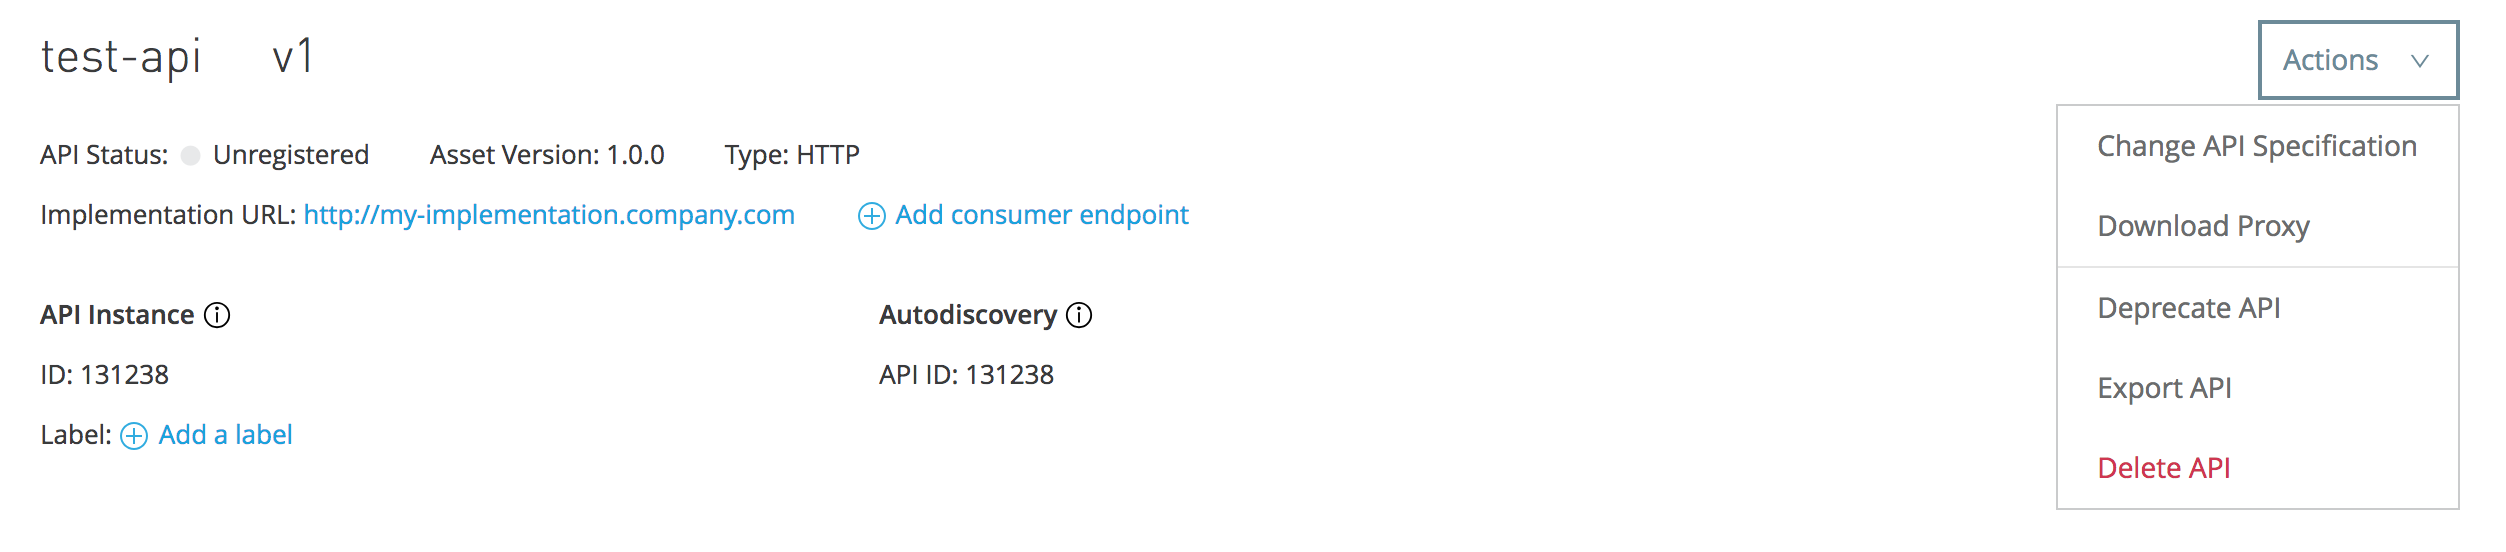 test-api v1
Actions
API Status: Unregistered Asset Version: 1.0.0 Type: HTTP
Implementation URL: http://my-implementation.company.com Add consumer endpoint
API Instance
ID: 131238
Label: Add a label
Autodiscovery
API ID: 131238
Change API Specification
Download Proxy
Deprecate API
Export API
Delete API